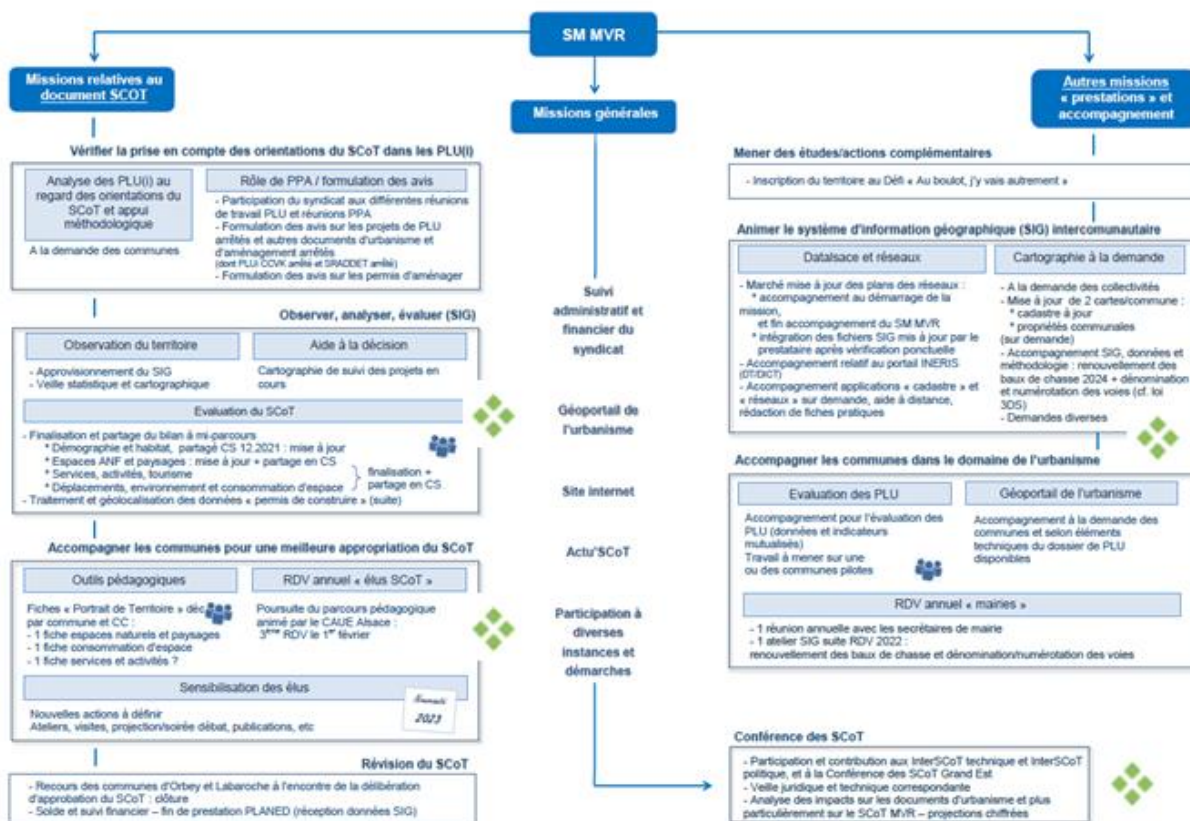 SM MVR
Missions relatives au
document SCOT
Vérifier la prise en compte des orientations du SCoT dans les PLU(i)
Analyse des PLU(i) au
regard des orientations du
SCoT et appui
méthodologique
A la demande des communes
Rôle de PPA / formulation des avis
- Participation du syndicat aux différentes réunions
de travail PLU et réunions PPA
- Formulation des avis sur les projets de PLU
arrêtés et autres documents d'urbanisme et
d'aménagement arrêtés
(dont PLUi CCVK arrêté et SRADDET arrêté)
- Formulation des avis sur les permis d'aménager
Observer, analyser, évaluer (SIG)
Observation du territoire
- Approvisionnement du SIG
- Veille statistique et cartographique
Aide à la décision
Cartographie de suivi des projets en
cours
Evaluation du SCoT
- Finalisation et partage du bilan à mi-parcours
* Démographie et habitat, partagé CS 12.2021 : mise à jour
* Espaces ANF et paysages : mise à jour + partage en CS
* Services, activités, tourisme
* Déplacements, environnement et consommation d'espace
finalisation +
partage en CS
- Traitement et géolocalisation des données « permis de construire » (suite)
Accompagner les communes pour une meilleure appropriation du SCoT
Outils pédagogiques
Fiches « Portrait de Territoire » déc
par commune et CC :
- 1 fiche espaces naturels et paysages
- 1 fiche consommation d'espace
- 1 fiche services et activités ?
RDV annuel « élus SCoT »
Poursuite du parcours pédagogique
animé par le CAUE Alsace :
3ème RDV le 1er février
Sensibilisation des élus
Nouvelles actions à définir
Ateliers, visites, projection/soirée débat, publications, etc
2023
Révision du SCoT
- Recours des communes d'Orbey et Labaroche à l'encontre de la délibération
d'approbation du SCoT : clôture
- Solde et suivi financier – fin de prestation PLANED (réception données SIG)
Missions générales
Suivi
administratif et
financier du
syndicat
Géoportail de
l'urbanisme
Site internet
Actu'SCoT
Participation à
diverses
instances et
démarches
Autres missions
« prestations » et
accompagnement
Mener des études/actions complémentaires
- Inscription du territoire au Défi « Au boulot, j'y vais autrement »
Animer le système d'information géographique (SIG) intercomunautaire
Datalsace et réseaux
- Marché mise à jour des plans des réseaux :
* accompagnement au démarrage de la
mission,
et fin accompagnement du SM MVR
* intégration des fichiers SIG mis à jour par le
prestataire après vérification ponctuelle
- Accompagnement relatif au portail INERIS
(DT/DICT)
- Accompagnement applications « cadastre » et
« réseaux » sur demande, aide à distance,
rédaction de fiches pratiques
Cartographie à la demande
- A la demande des collectivités
- Mise à jour de 2 cartes/commune :
* cadastre à jour
* propriétés communales
(sur demande)
- Accompagnement SIG, données et
méthodologie : renouvellement des
baux de chasse 2024 + dénomination
et numérotation des voies (cf. loi
3DS)
- Demandes diverses
Accompagner les communes dans le domaine de l'urbanisme
Evaluation des PLU
Accompagnement pour l'évaluation des
PLU (données et indicateurs
mutualisés)
Travail à mener sur une
ou des communes pilotes
Géoportail de l'urbanisme
Accompagnement à la demande des
communes et selon éléments
techniques du dossier de PLU
disponibles
RDV annuel « mairies »
- 1 réunion annuelle avec les secrétaires de mairie
- 1 atelier SIG suite RDV 2022 :
renouvellement des baux de chasse et dénomination/numérotation des voies
Conférence des SCoT
- Participation et contribution aux InterSCoT technique et InterSCoT
politique, et à la Conférence des SCoT Grand Est
- Veille juridique et technique correspondante
- Analyse des impacts sur les documents d'urbanisme et plus
particulièrement sur le SCoT MVR – projections chiffrées